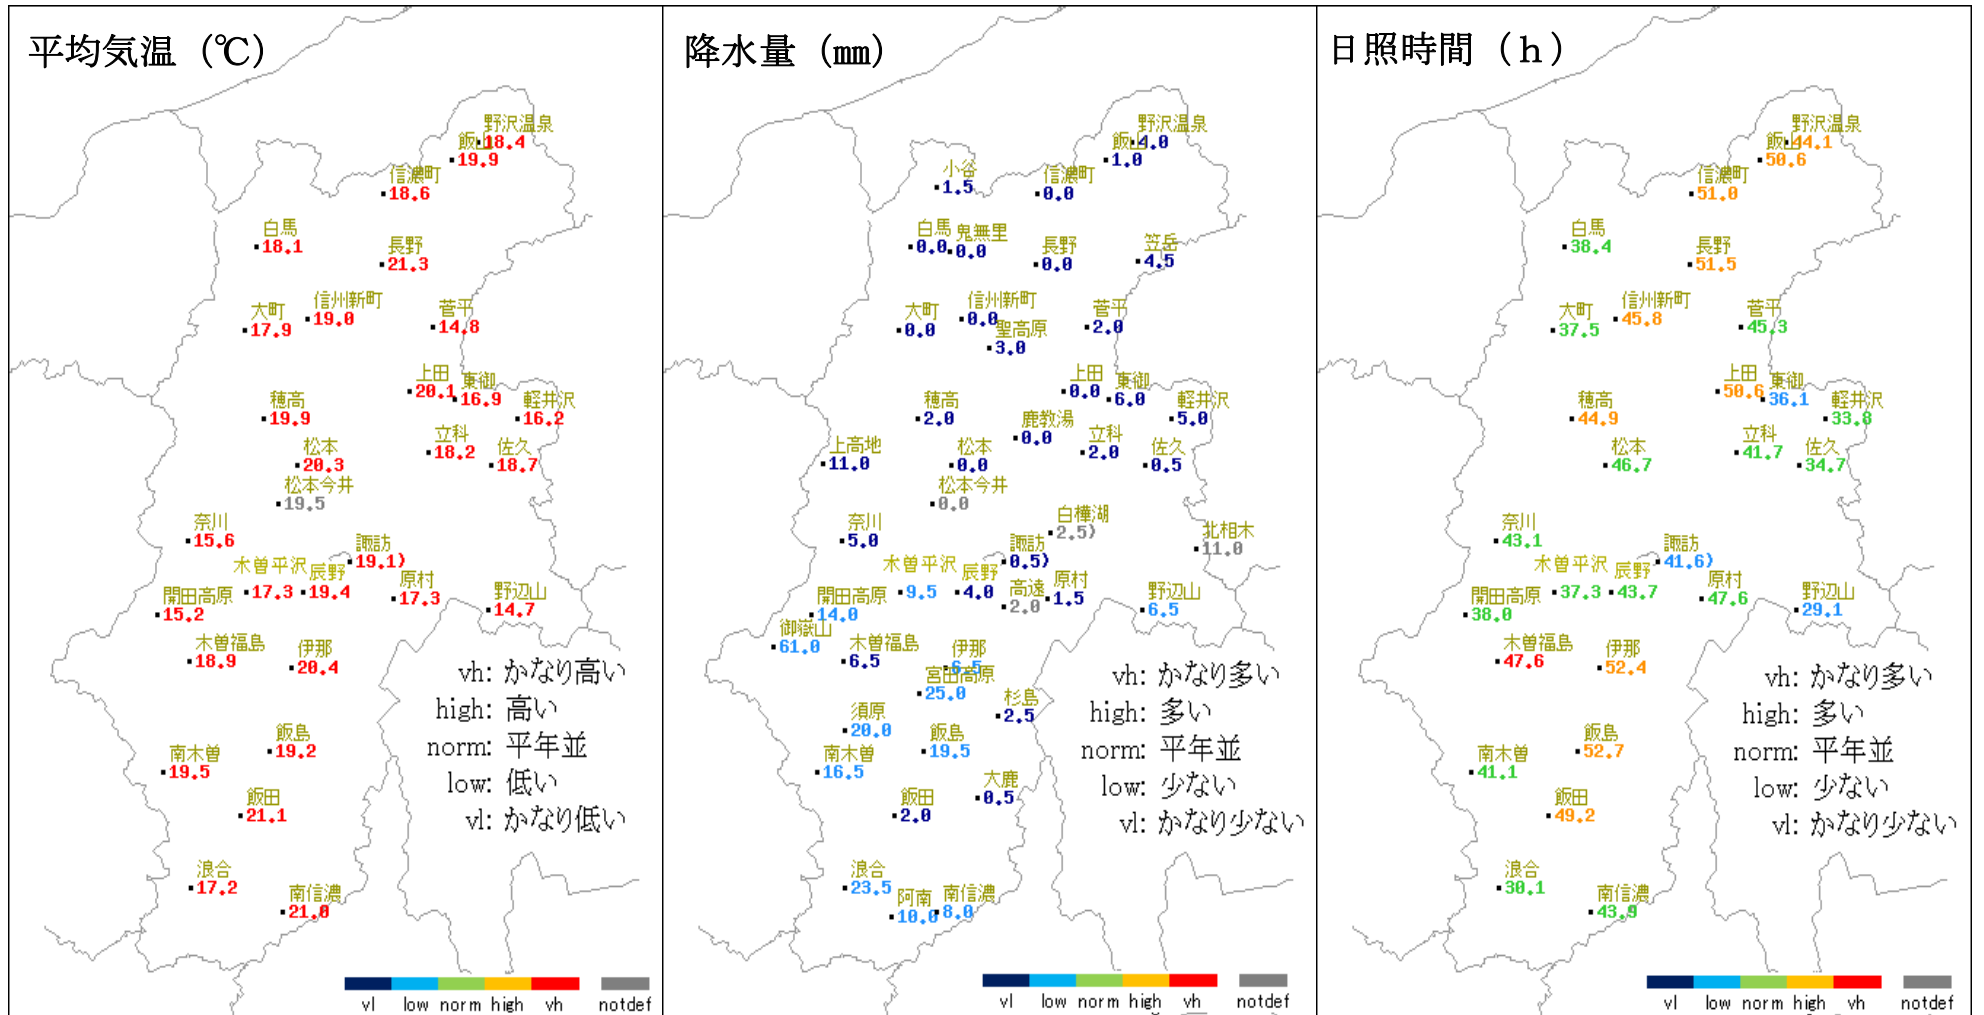 平均気温（℃）
野沢温泉
18.4
飯山
19.9
信濃町
18.6
白馬
18.1
長野
21.3
信州新町
19.0
大町
17.9
菅平
14.8
上田
20.1
東御
16.9
軽井沢
16.2
穂高
19.9
立科
18.2
佐久
18.7
松本
20.3
松本今井
19.5
奈川
15.6
諏訪
19.1)
木曽平沢
17.3
辰野
19.4
原村
17.3
野辺山
14.7
開田高原
15.2
木曽福島
18.9
伊那
20.4
飯島
19.2
南木曽
19.5
飯田
21.1
浪合
17.2
南信濃
21.0
vh: かなり高い
high: 高い
norm: 平年並
low: 低い
vl: かなり低い
vl low norm high vh notdef
降水量（mm）
野沢温泉
4.0
飯山
1.0
小谷
1.5
信濃町
0.0
白馬
0.0
鬼無里
0.0
長野
0.0
笠岳
4.5
信州新町
0.0
大町
0.0
聖高原
3.0
菅平
2.0
上田
0.0
東御
6.0
軽井沢
5.0
穂高
2.0
鹿教湯
0.0
立科
2.0
佐久
0.5
上高地
11.0
松本
0.0
松本今井
0.0
奈川
5.0
白樺湖
2.5)
北相木
11.0
諏訪
0.5)
木曽平沢
9.5
辰野
4.0
高遠
2.0
原村
1.5
野辺山
6.5
開田高原
14.0
御嶽山
61.0
木曽福島
6.5
伊那
6.5
宮田高原
25.0
杉島
2.5
須原
20.0
飯島
19.5
南木曽
16.5
大鹿
0.5
飯田
2.0
浪合
23.5
阿南
10.0
南信濃
8.0
vh: かなり多い
high: 多い
norm: 平年並
low: 少ない
vl: かなり少ない
vl low norm high vh notdef
日照時間（ｈ）
野沢温泉
44.1
飯山
50.6
信濃町
51.0
白馬
38.4
長野
51.5
信州新町
45.8
大町
37.5
菅平
45.3
上田
50.6
東御
36.1
軽井沢
33.8
穂高
44.9
立科
41.7
佐久
34.7
松本
46.7
奈川
43.1
諏訪
41.6)
木曽平沢
37.3
辰野
43.7
原村
47.6
野辺山
29.1
開田高原
38.0
木曽福島
47.6
伊那
52.4
飯島
52.7
南木曽
41.1
飯田
49.2
浪合
30.1
南信濃
43.9
vh: かなり多い
high: 多い
norm: 平年並
low: 少ない
vl: かなり少ない
vl low norm high vh notdef